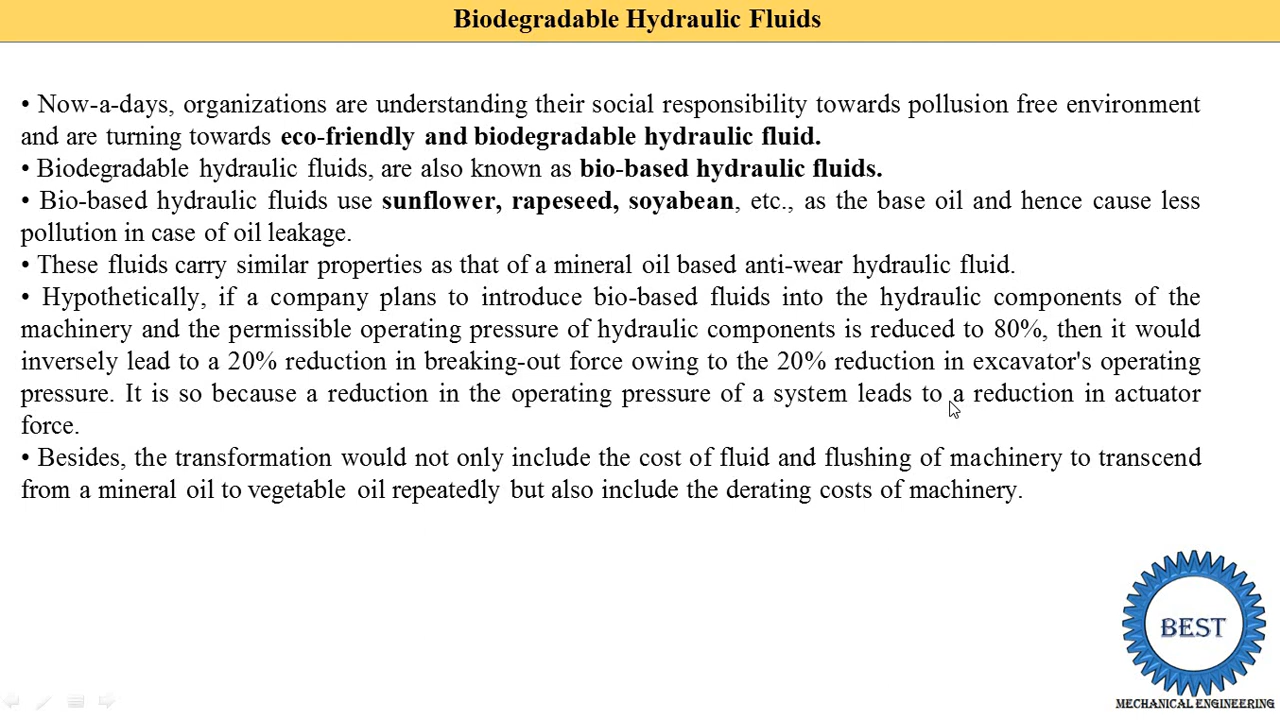 Biodegradable Hydraulic Fluids
• Now-a-days, organizations are understanding their social responsibility towards pollusion free environment
and are turning towards eco-friendly and biodegradable hydraulic fluid.
• Biodegradable hydraulic fluids, are also known as bio-based hydraulic fluids.
• Bio-based hydraulic fluids use sunflower, rapeseed, soyabean, etc., as the base oil and hence cause less
pollution in case of oil leakage.
• These fluids carry similar properties as that of a mineral oil based anti-wear hydraulic fluid.
• Hypothetically, if a company plans to introduce bio-based fluids into the hydraulic components of the
machinery and the permissible operating pressure of hydraulic components is reduced to 80%, then it would
inversely lead to a 20% reduction in breaking-out force owing to the 20% reduction in excavator's operating
pressure. It is so because a reduction in the operating pressure of a system leads to a reduction in actuator
force.
• Besides, the transformation would not only include the cost of fluid and flushing of machinery to transcend
from a mineral oil to vegetable oil repeatedly but also include the derating costs of machinery.
BEST
MECHANICAL ENGINEERING